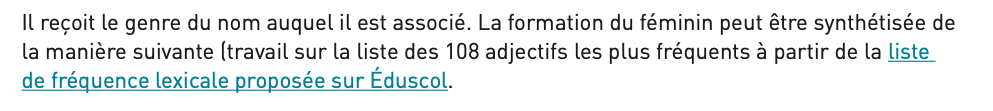 Il reçoit le genre du nom auquel il est associé. La formation du féminin peut être synthétisée de
la manière suivante (travail sur la liste des 108 adjectifs les plus fréquents à partir de la liste
de fréquence lexicale proposée sur Éduscol.